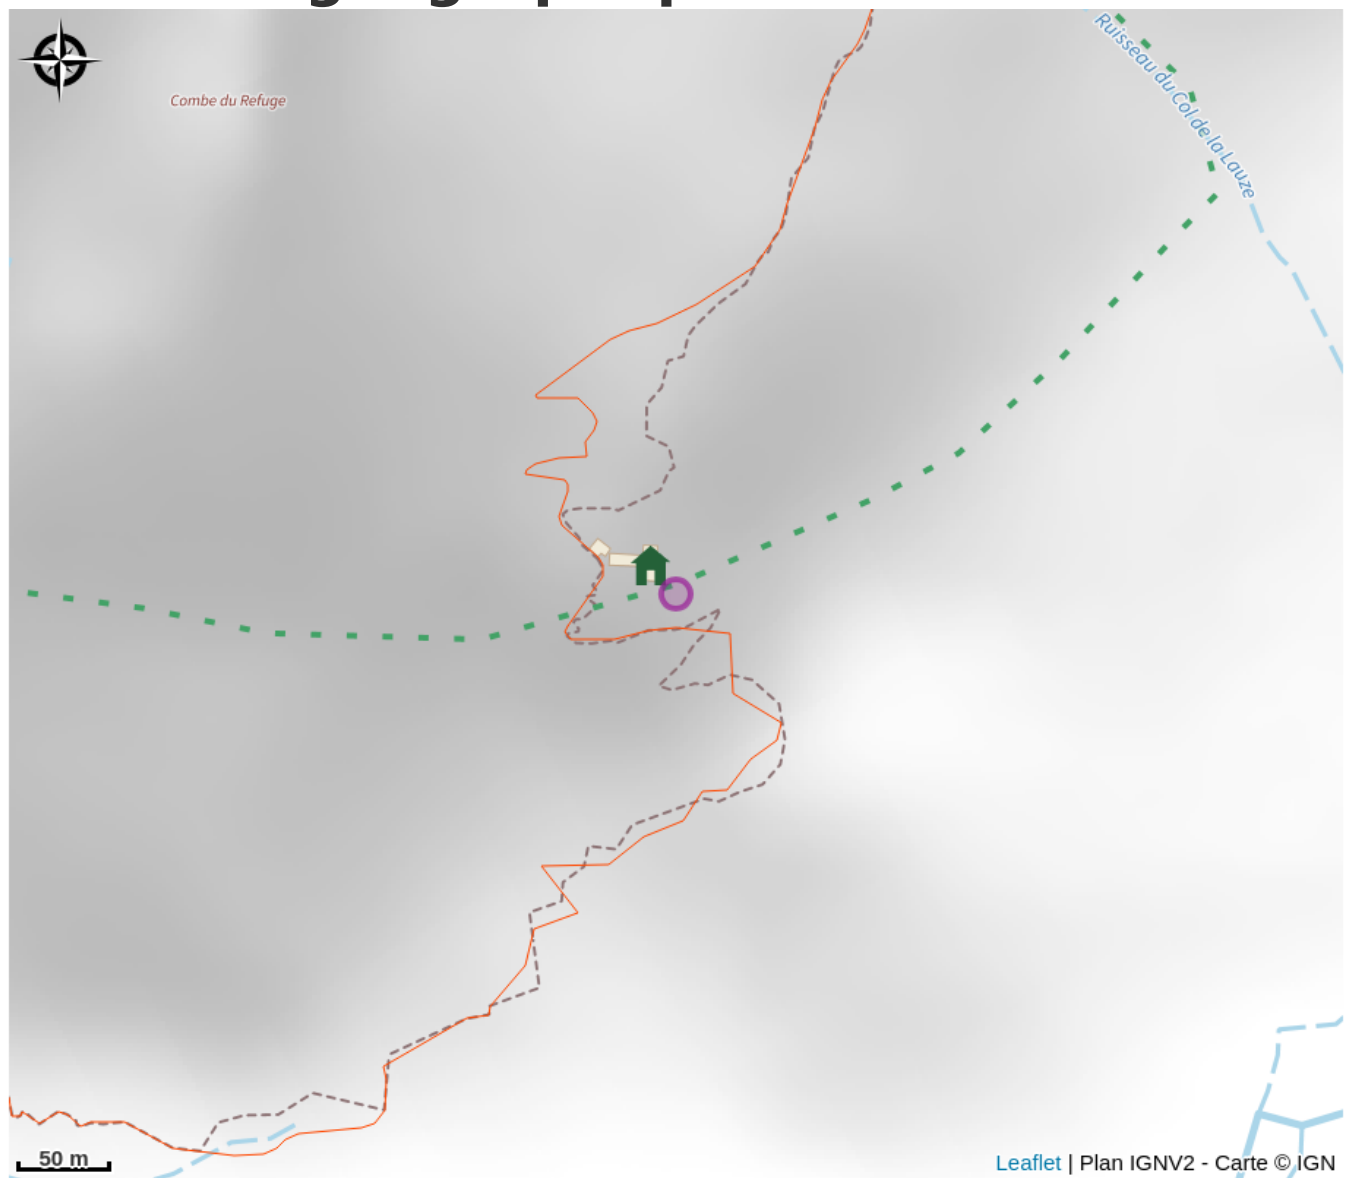 Combe du Refuge
Ruisseau du Col de la Lauze
50 m
Leaflet | Plan IGNV2 - Carte © IGN